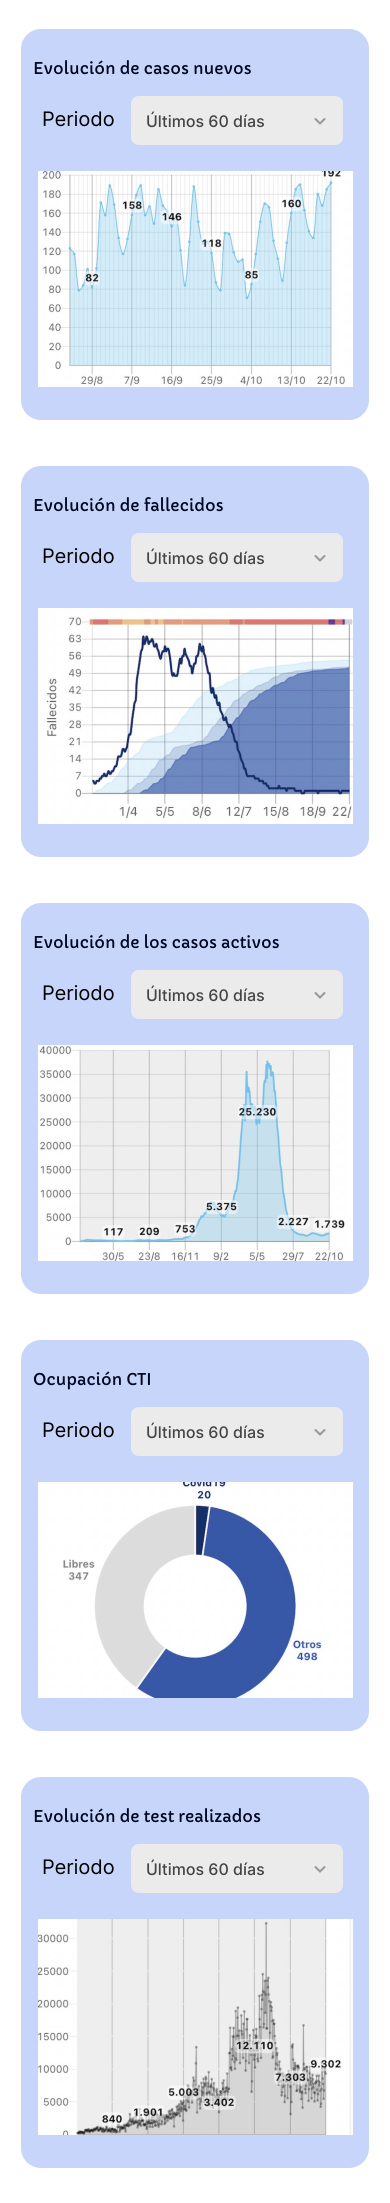 Evolución de casos nuevos
Periodo
Últimos 60 días
200
180
160
140
120
100
80
60
40
20
0
82
158
146
118
85
160
192
29/8 7/9 16/9 25/9 4/10 13/10 22/10
Evolución de fallecidos
Periodo
Últimos 60 días
Fallecidos
70
63
56
49
42
35
28
21
14
7
0
1/4 5/5 8/6 12/7 15/8 18/9 22/
Evolución de los casos activos
Periodo
Últimos 60 días
40000
35000
30000
25000
20000
15000
10000
5000
0
117
209
753
5.375
25.230
2.227
1.739
30/5 23/8 16/11 9/2 5/5 29/7 22/10
Ocupación CTI
Periodo
Últimos 60 días
Covid19
20
Libres
347
Otros
498
Evolución de test realizados
Periodo
Últimos 60 días
30000
25000
20000
15000
10000
5000
0
840
1.901
5.003
3.402
12.110
7.303
9.302